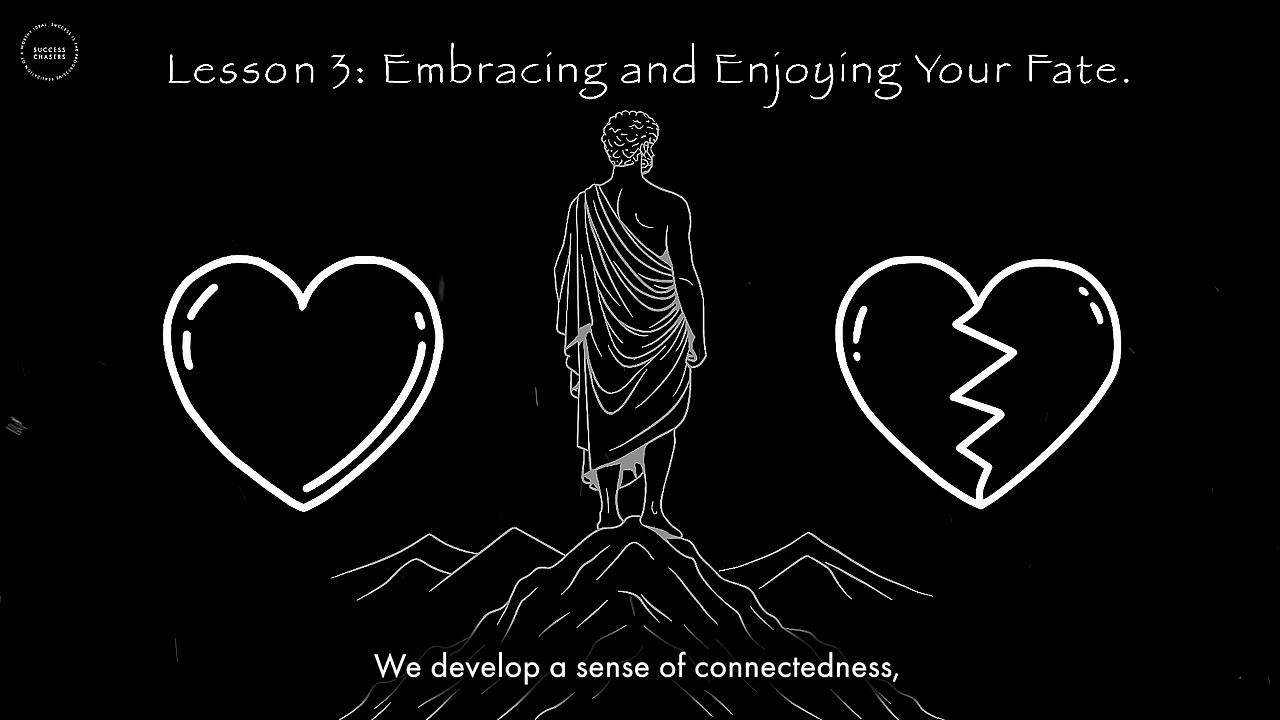 SUCCESS
CHASERS
Lesson 3: Embracing and Enjoying Your Fate.
We develop a sense of connectedness,